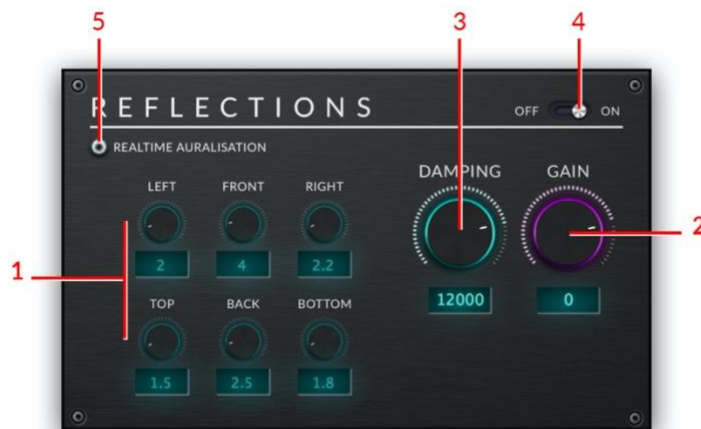 5
3
4
REFLECTIONS
OFF
ON
REALTIME AURALISATION
LEFT
FRONT
RIGHT
DAMPING
GAIN
2
1
2
4
2.2
12000
0
TOP
BACK
BOTTOM
1.5
2.5
1.8